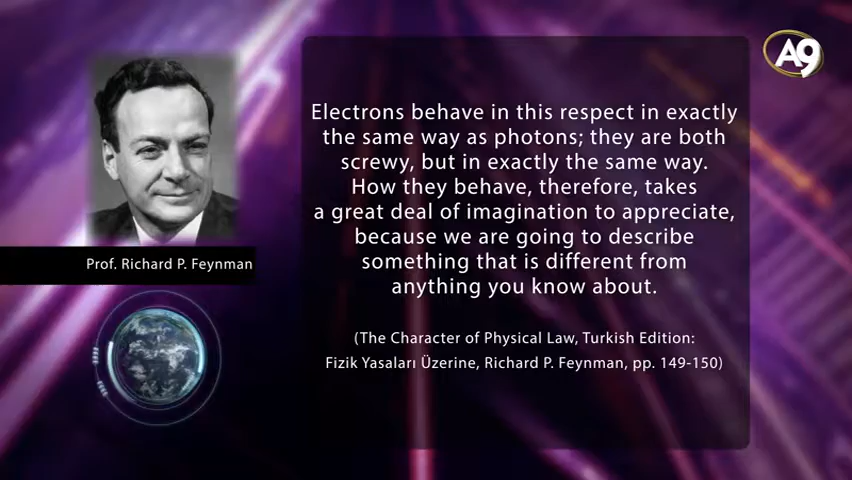 A9
Electrons behave in this respect in exactly
the same way as photons; they are both
screwy, but in exactly the same way.
How they behave, therefore, takes
a great deal of imagination to appreciate,
because we are going to describe
something that is different from
anything you know about.
(The Character of Physical Law, Turkish Edition:
Fizik Yasaları Üzerine, Richard P. Feynman, pp. 149-150)
Prof. Richard P. Feynman